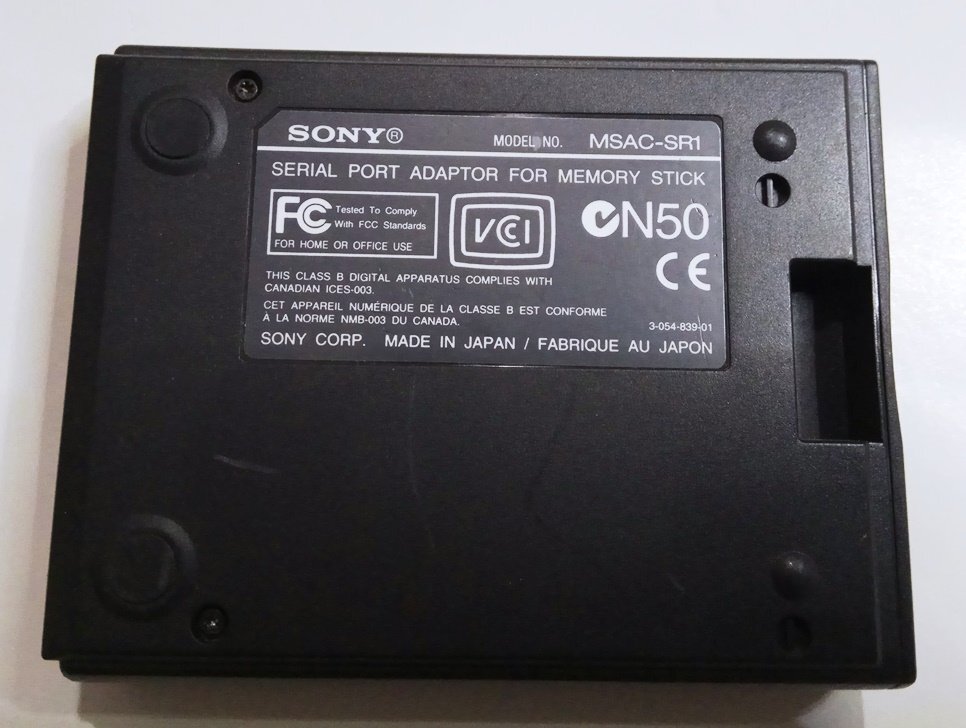 SONY® MODEL NO. MSAC-SR1
SERIAL PORT ADAPTOR FOR MEMORY STICK
FC Tested To Comply
With FCC Standards
FOR HOME OR OFFICE USE
VCI
N50
CE
THIS CLASS B DIGITAL APPARATUS COMPLIES WITH
CANADIAN ICES-003.
CET APPAREIL NUMÉRIQUE DE LA CLASSE B EST CONFORME
À LA NORME NMB-003 DU CANADA.
3-054-839-01
SONY CORP. MADE IN JAPAN / FABRIQUE AU JAPON